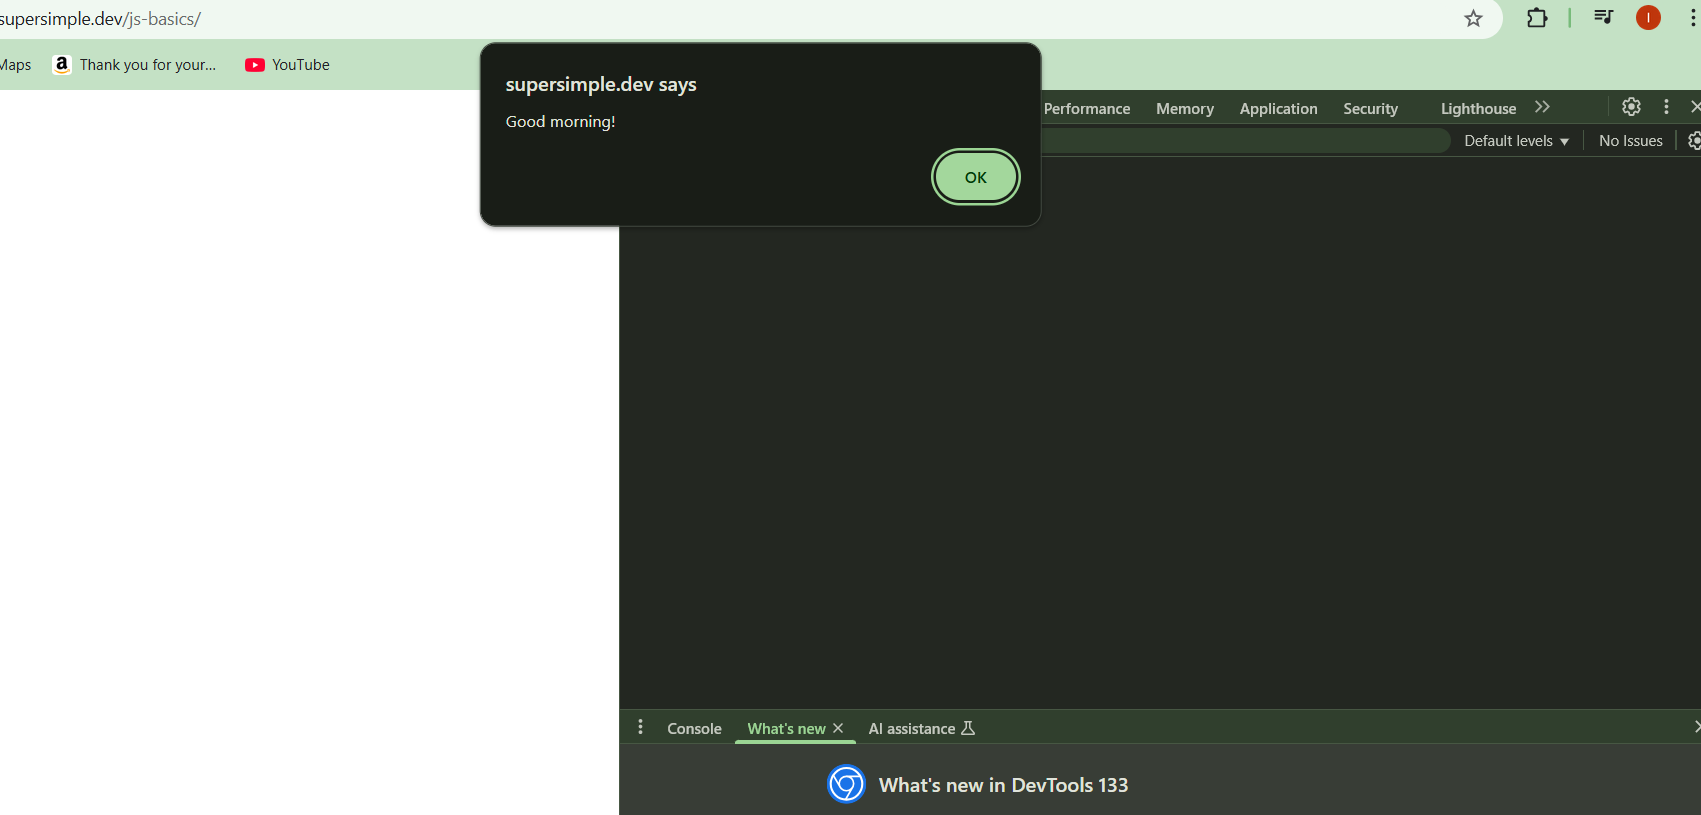 supersimple.dev/js-basics/
I
Maps
a Thank you for your...
YouTube
supersimple.dev says
Good morning!
OK
Performance Memory Application Security Lighthouse
Default levels ▼ No Issues
Console What's new AI assistance
What's new in DevTools 133